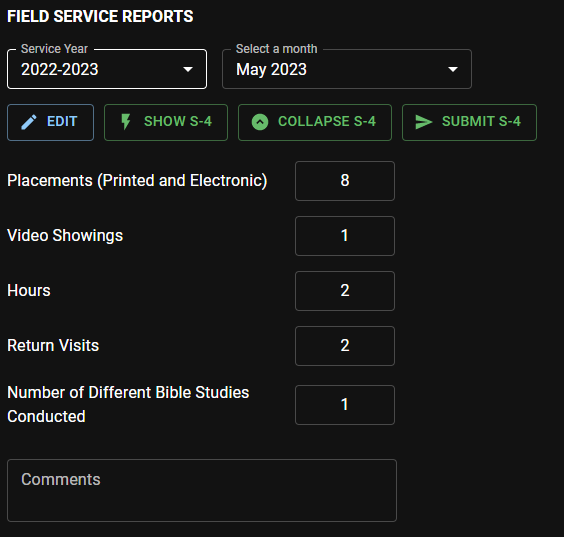 FIELD SERVICE REPORTS
Service Year
2022-2023
Select a month
May 2023
EDIT
SHOW S-4
COLLAPSE S-4
SUBMIT S-4
Placements (Printed and Electronic)
8
Video Showings
1
Hours
2
Return Visits
2
Number of Different Bible Studies
Conducted
1
Comments